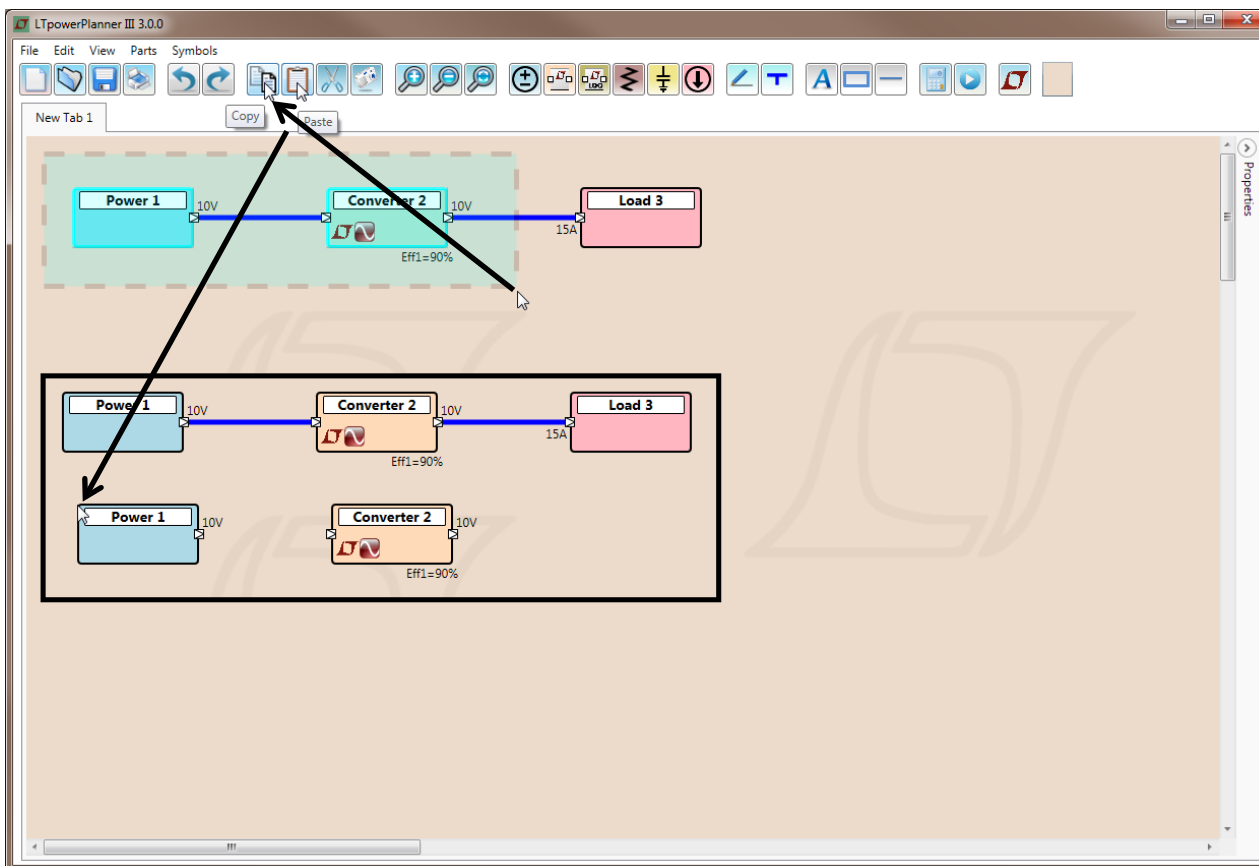 LTpowerPlanner III 3.0.0
File Edit View Parts Symbols
LOG
A
New Tab 1
Copy
Paste
Properties
Power 1
10V
Converter 2
10V
Load 3
15A
Eff1=90%
Power 1
10V
Converter 2
10V
Load 3
15A
Eff1=90%
Power 1
10V
Converter 2
10V
Eff1=90%